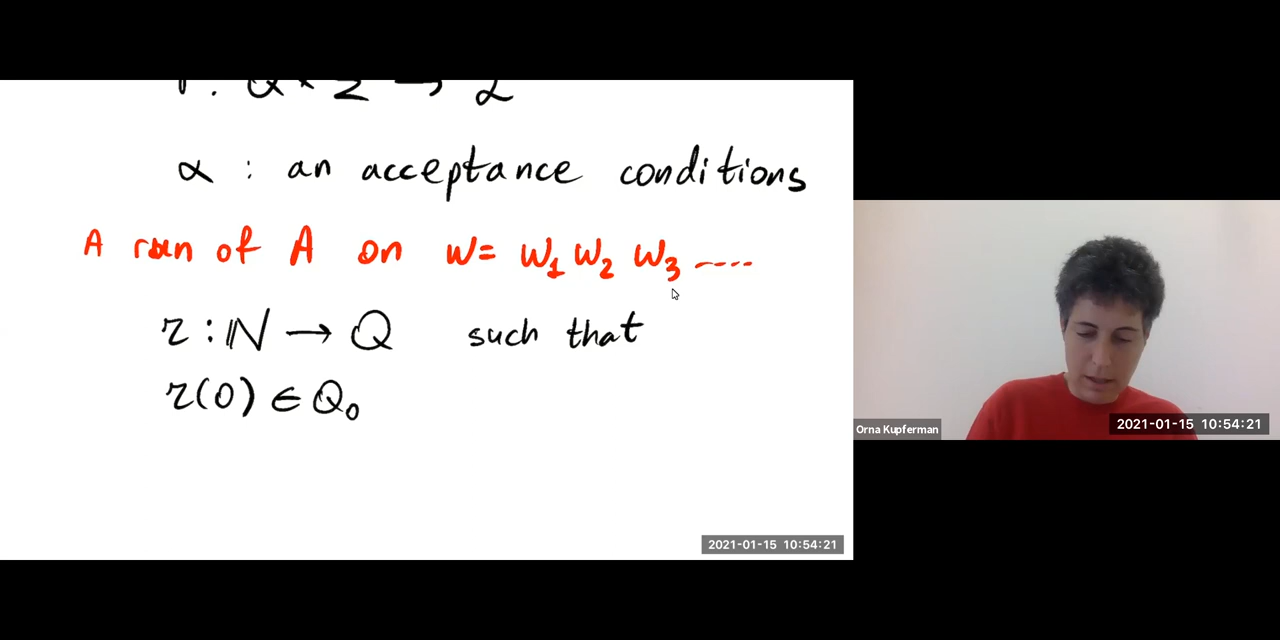 α : an acceptance conditions
A run of A on w = w₁ w₂ w₃ ....
r : ℕ → Q such that
r(0) ∈ Q₀
Orna Kupferman
2021-01-15 10:54:21
2021-01-15 10:54:21